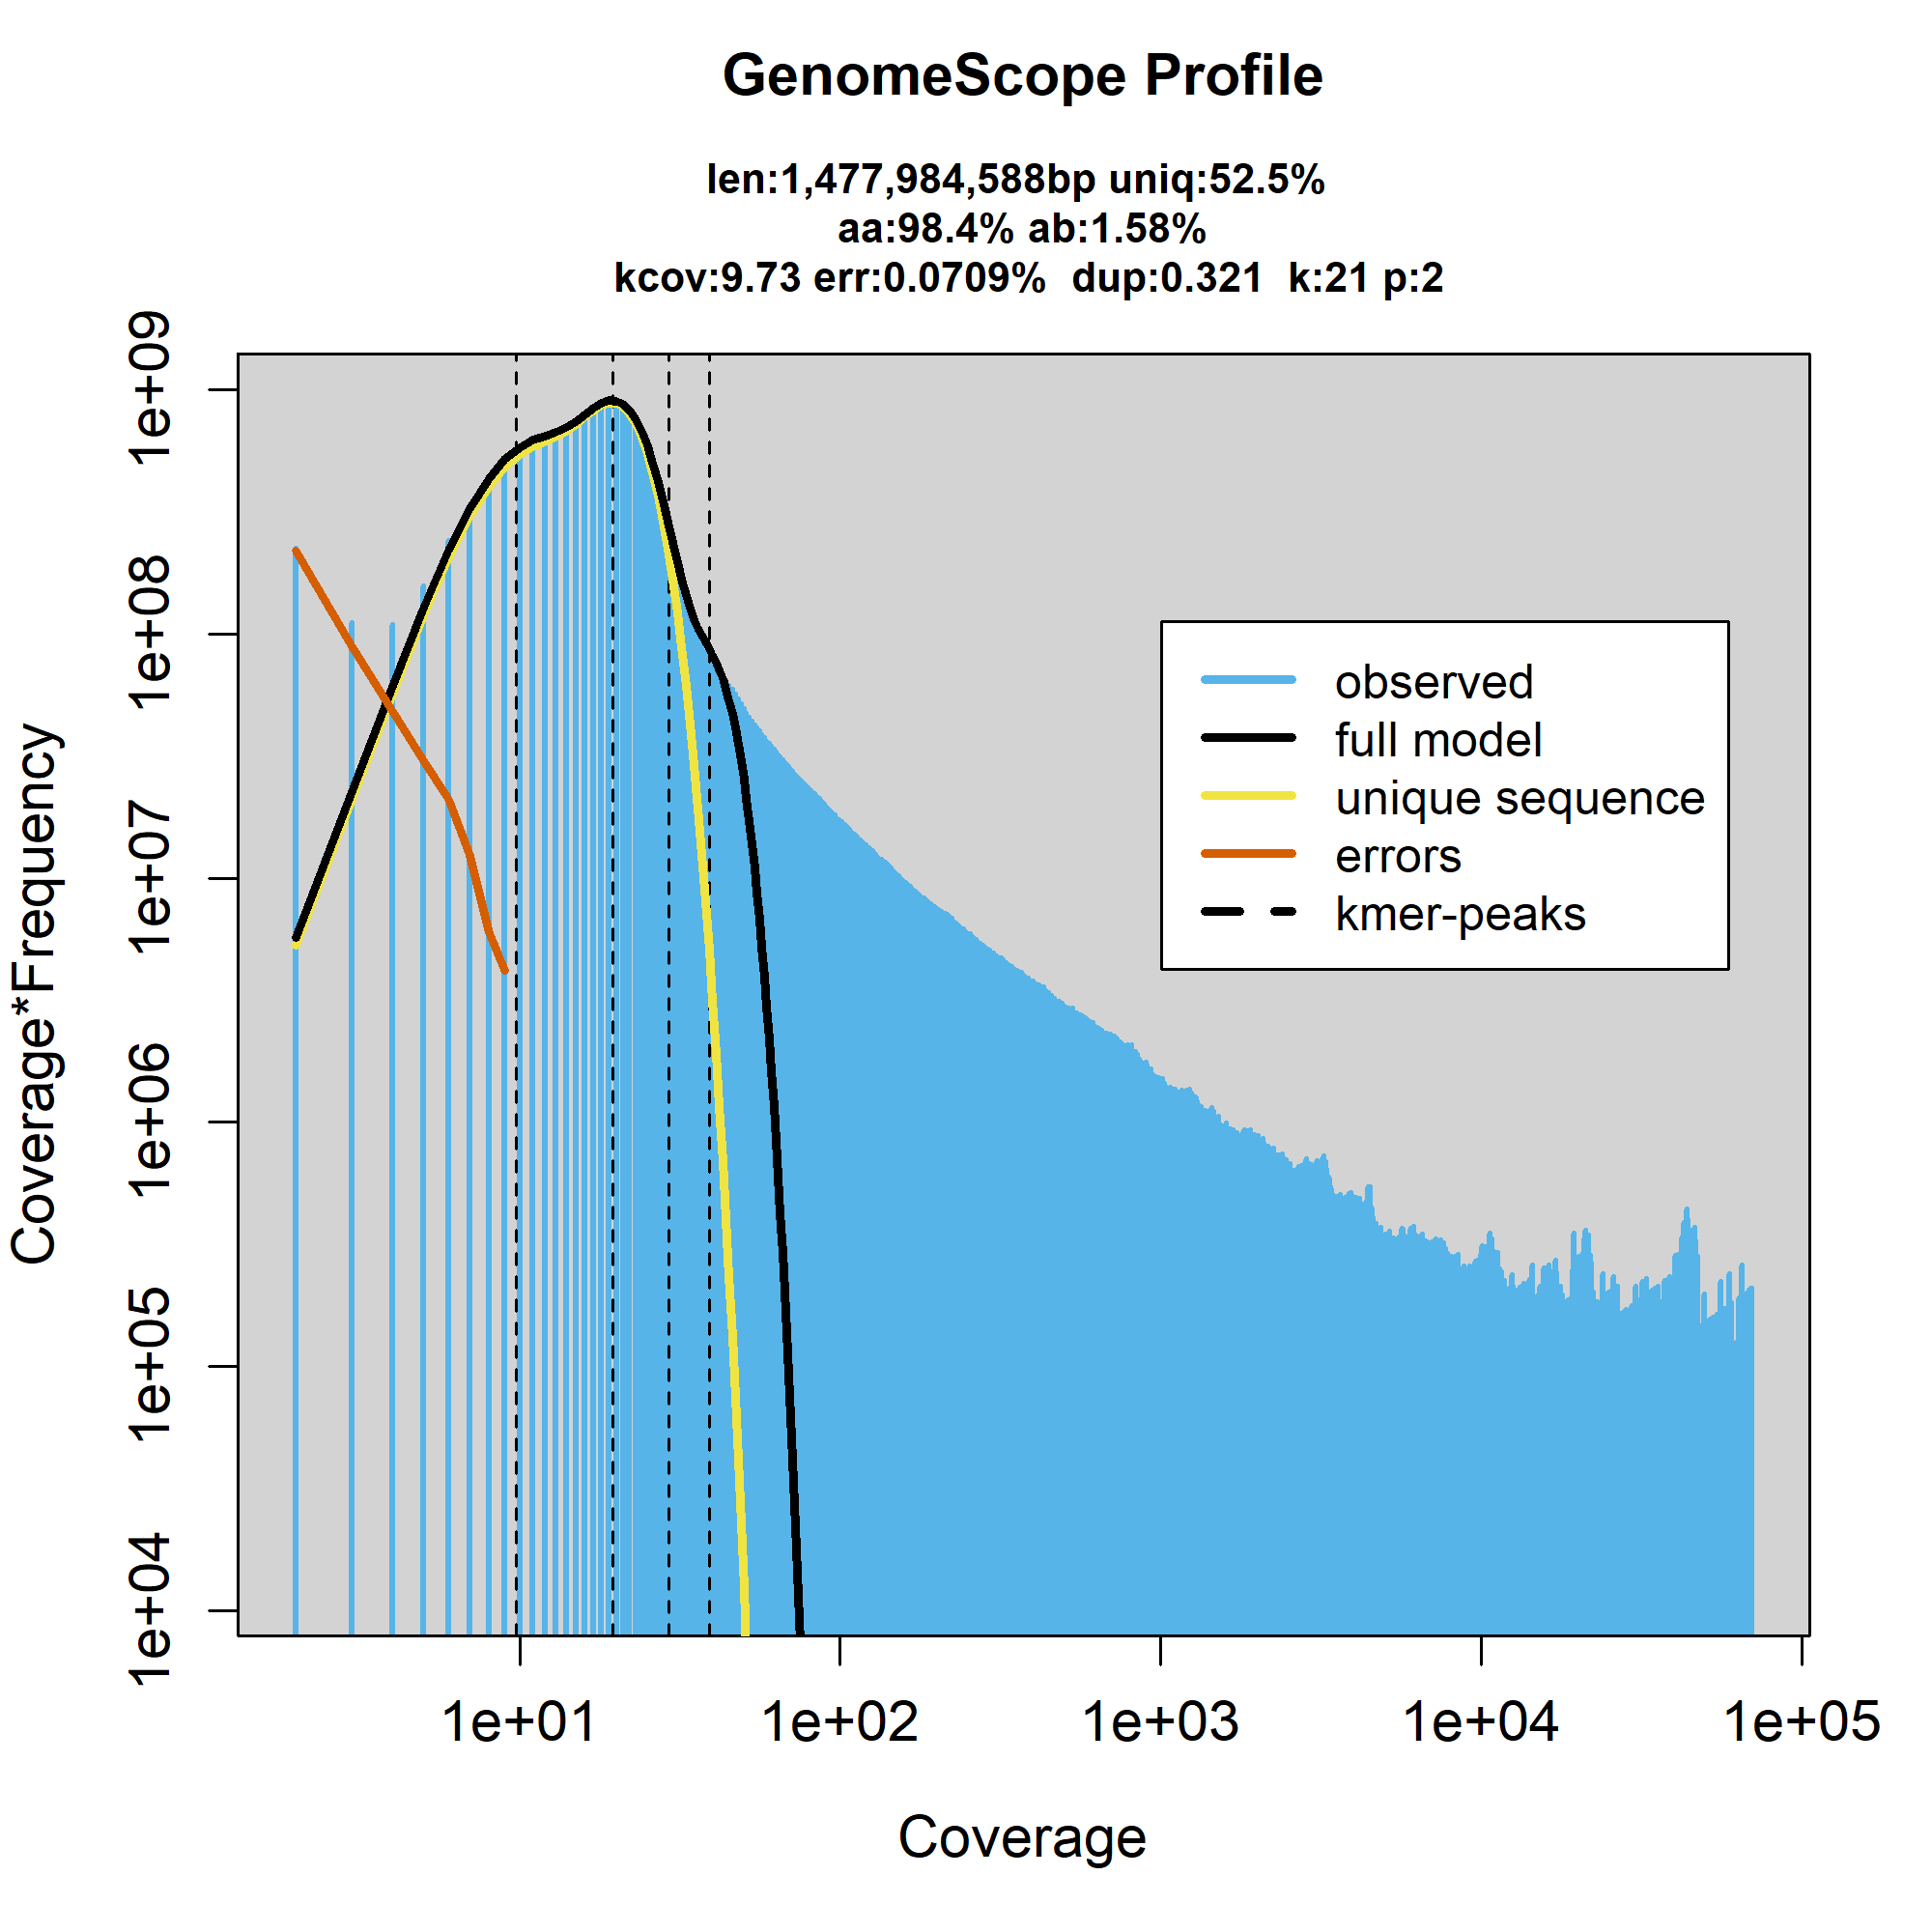 GenomeScope Profile
len:1,477,984,588bp uniq:52.5%
aa:98.4% ab:1.58%
kcov:9.73 err:0.0709% dup:0.321 k:21 p:2
Coverage*Frequency
1e+09
1e+08
1e+07
1e+06
1e+05
1e+04
observed
full model
unique sequence
errors
kmer-peaks
1e+01
1e+02
1e+03
1e+04
1e+05
Coverage